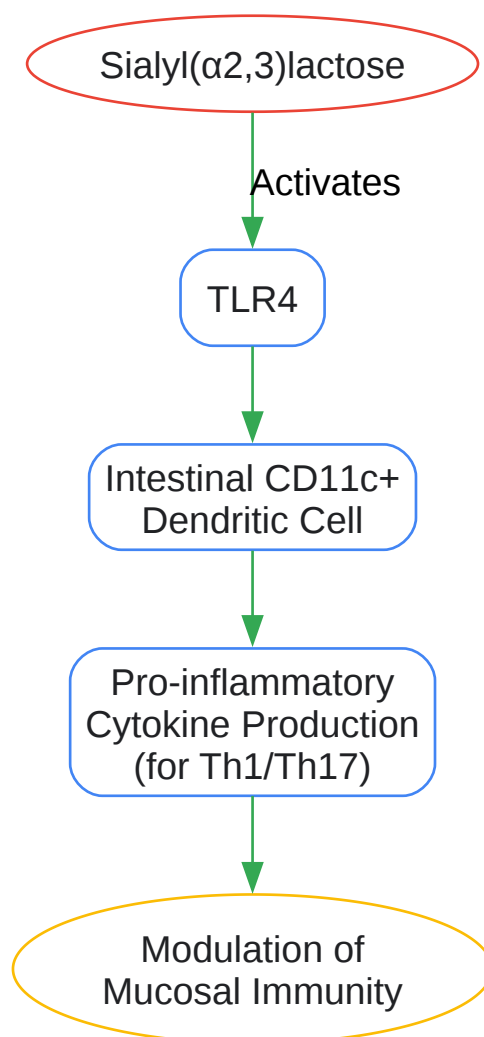 Sialyl(α2,3)lactose
Activates
TLR4
Intestinal CD11c+
Dendritic Cell
Pro-inflammatory
Cytokine Production
(for Th1/Th17)
Modulation of
Mucosal Immunity